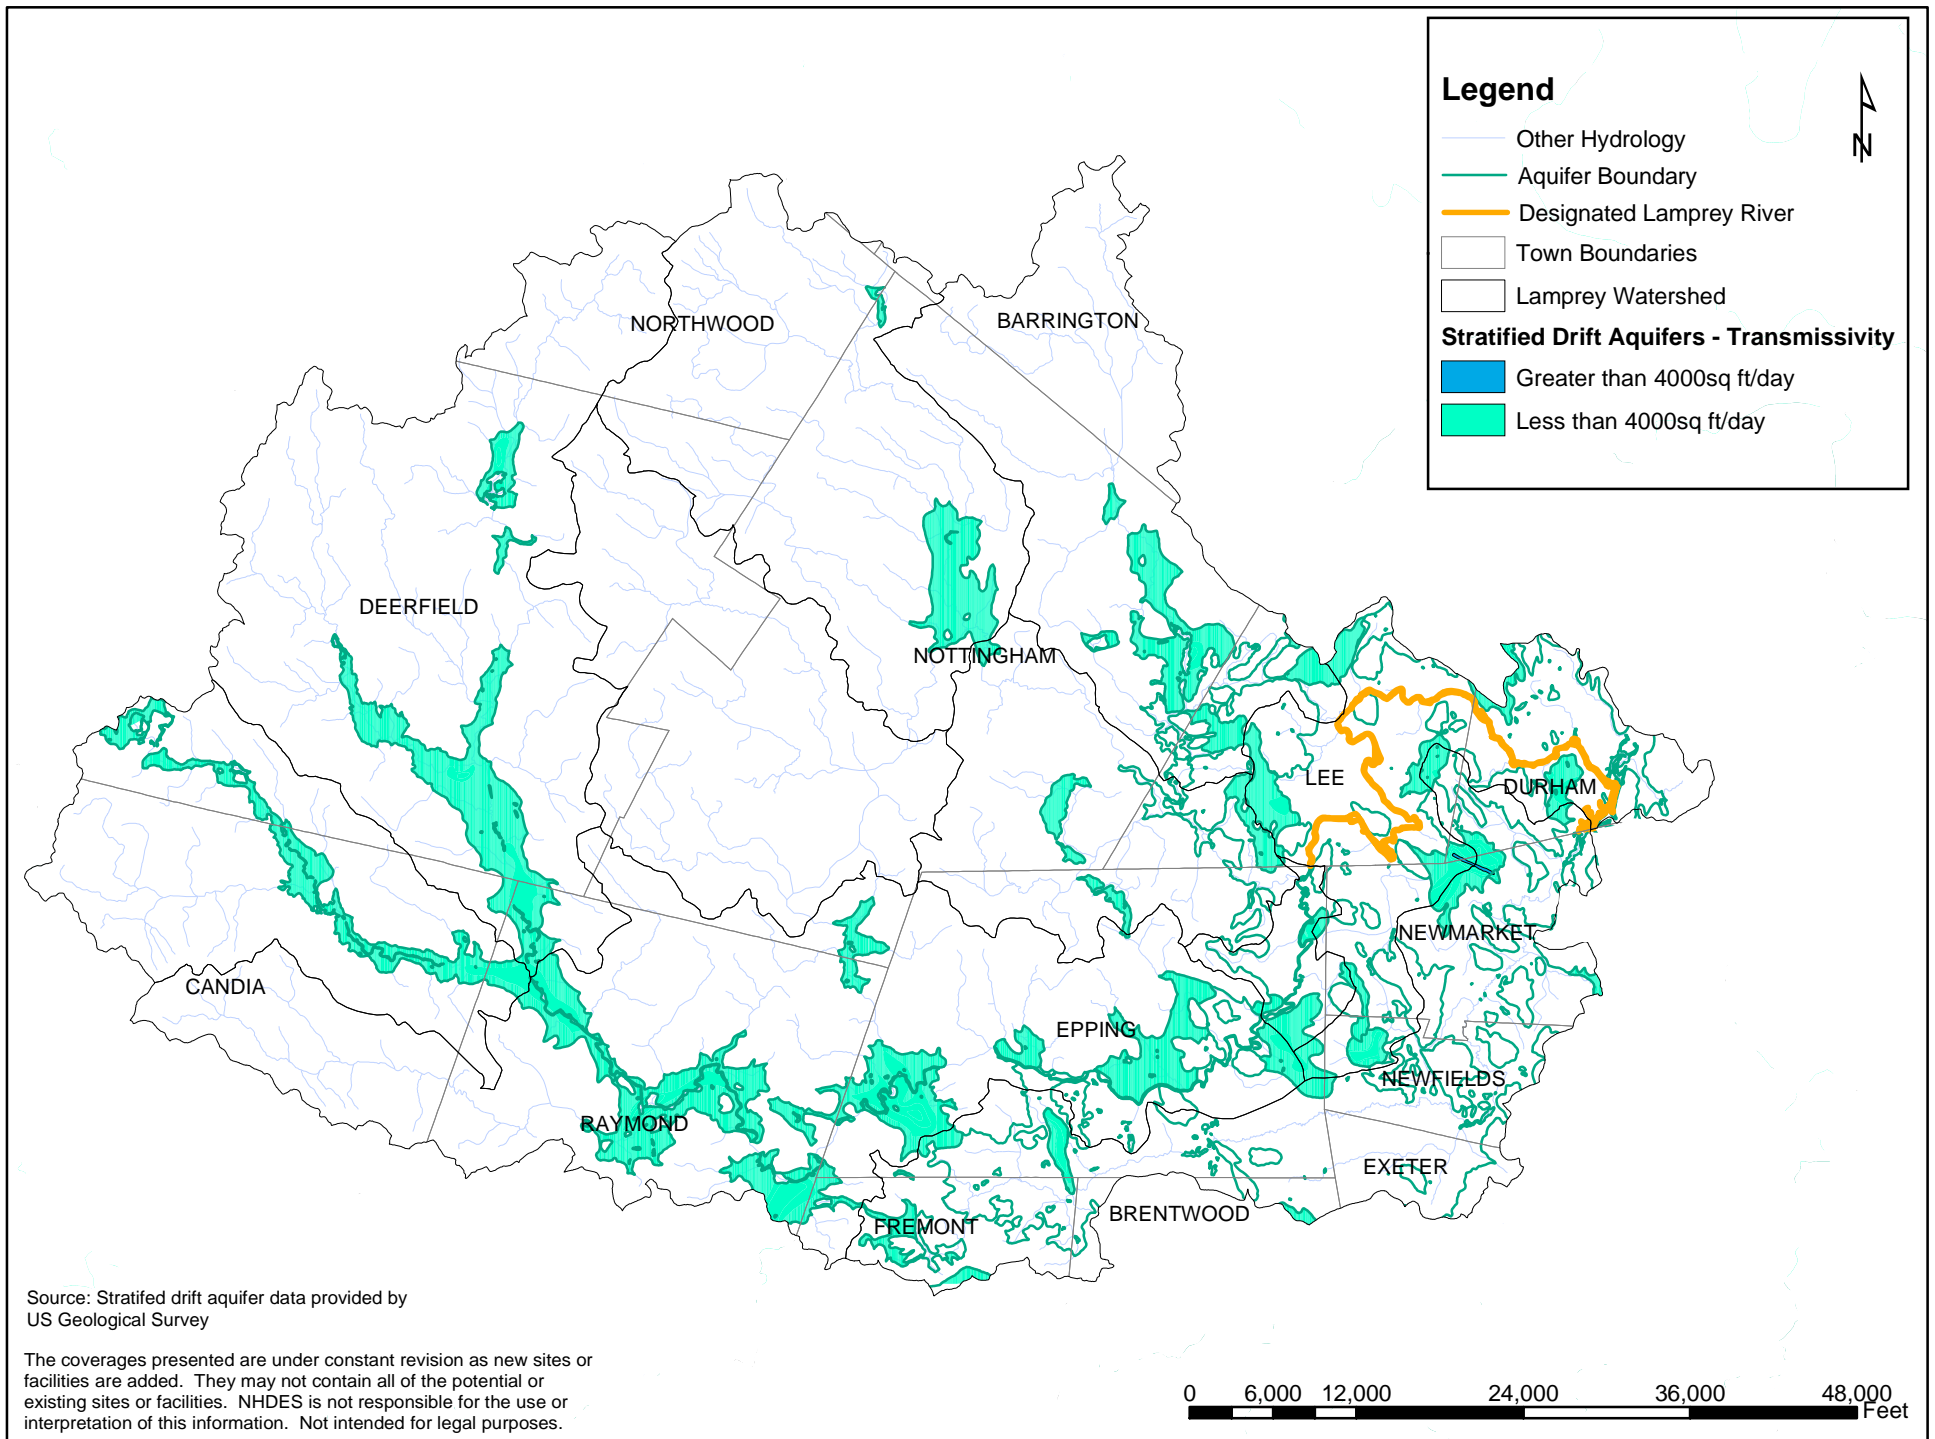 Legend
Other Hydrology
Aquifer Boundary
Designated Lamprey River
Town Boundaries
Lamprey Watershed
Stratified Drift Aquifers - Transmissivity
Greater than 4000sq ft/day
Less than 4000sq ft/day
N
NORTHWOOD
BARRINGTON
DEERFIELD
NOTTINGHAM
LEE
DURHAM
NEWMARKET
CANDIA
EPPING
NEWFIELDS
RAYMOND
EXETER
BRENTWOOD
FREMONT
Source: Stratifed drift aquifer data provided by
US Geological Survey
The coverages presented are under constant revision as new sites or
facilities are added. They may not contain all of the potential or
existing sites or facilities. NHDES is not responsible for the use or
interpretation of this information. Not intended for legal purposes.
0 6,000 12,000 24,000 36,000 48,000
Feet